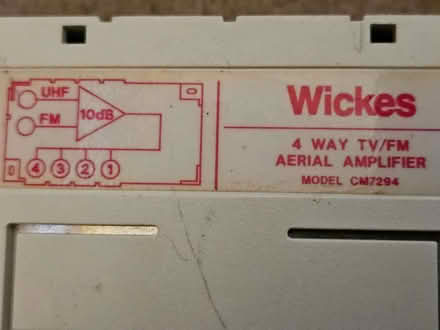 UHF
FM
10dB
4 3 2 1
Wickes
4 WAY TV/FM
AERIAL AMPLIFIER
MODEL CM7294